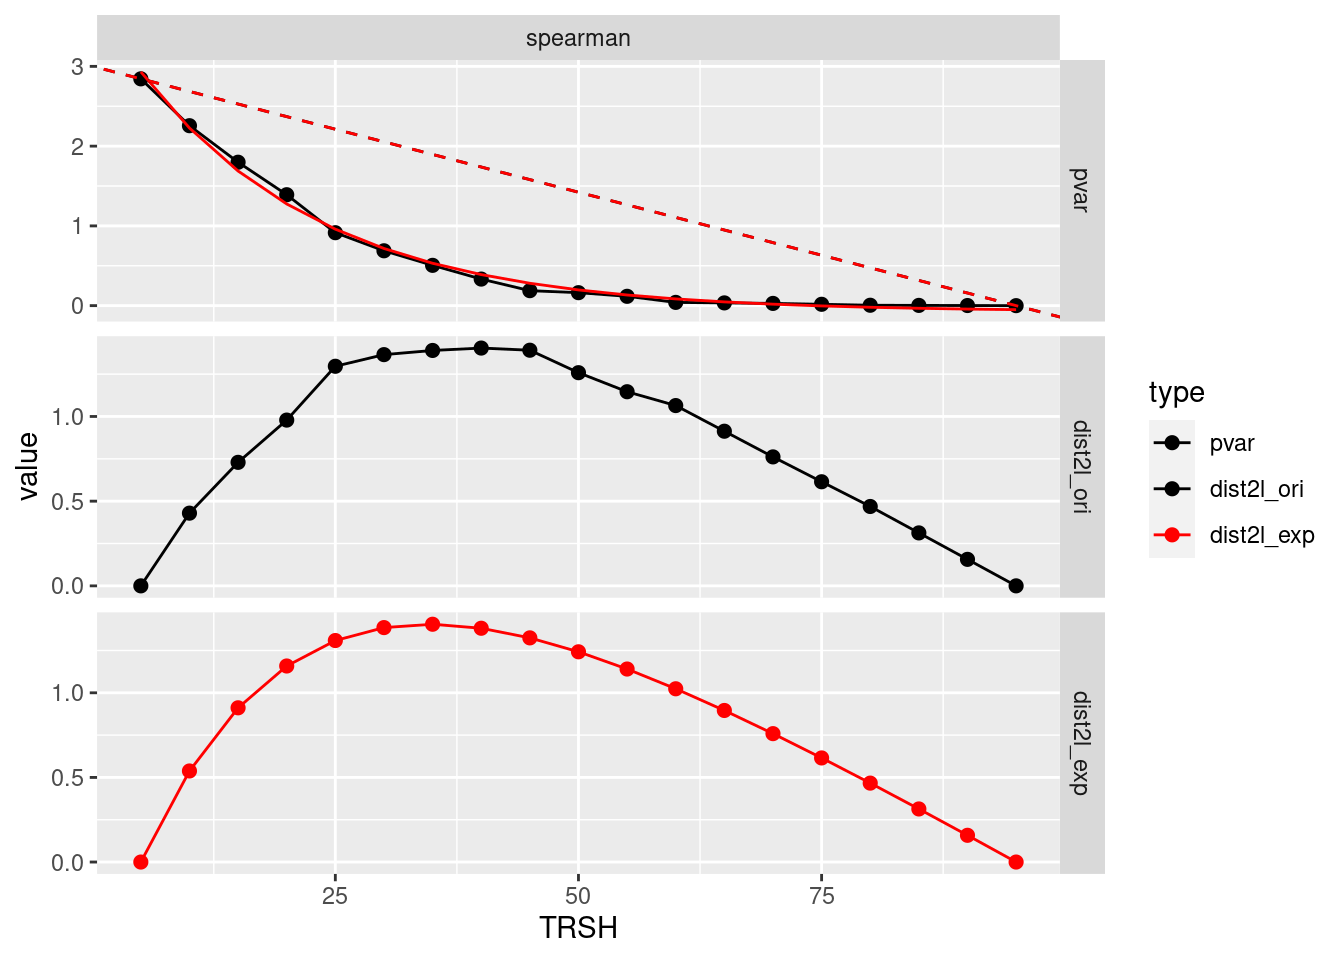 spearman
3
2
1
0
pvar
1.0
0.5
0.0
dist2l_ori
1.0
0.5
0.0
dist2l_exp
value
25
50
75
TRSH
type
pvar
dist2l_ori
dist2l_exp